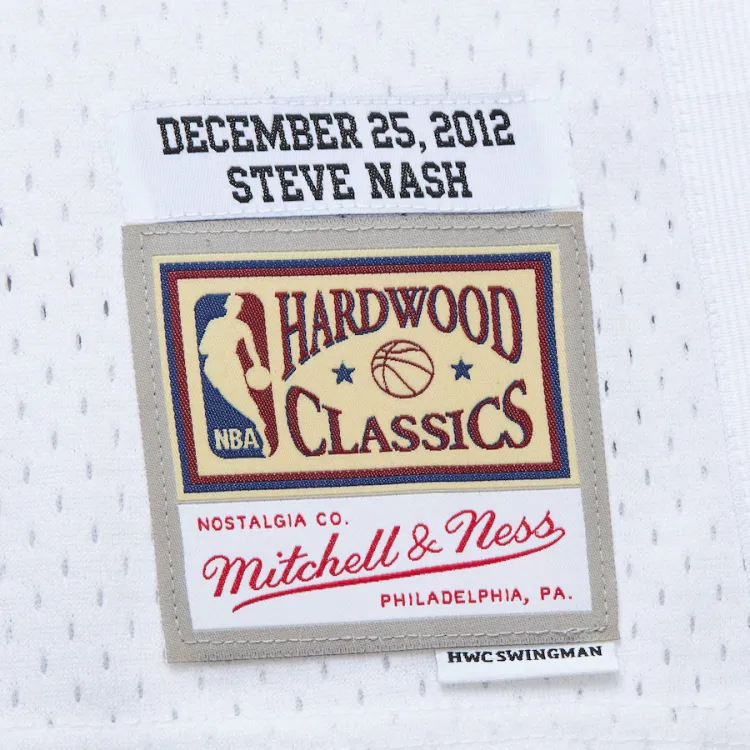 DECEMBER 25, 2012
STEVE NASH
HARDWOOD
CLASSICS
NBA
NOSTALGIA CO.
Mitchell & Ness
PHILADELPHIA, PA.
HWC SWINGMAN